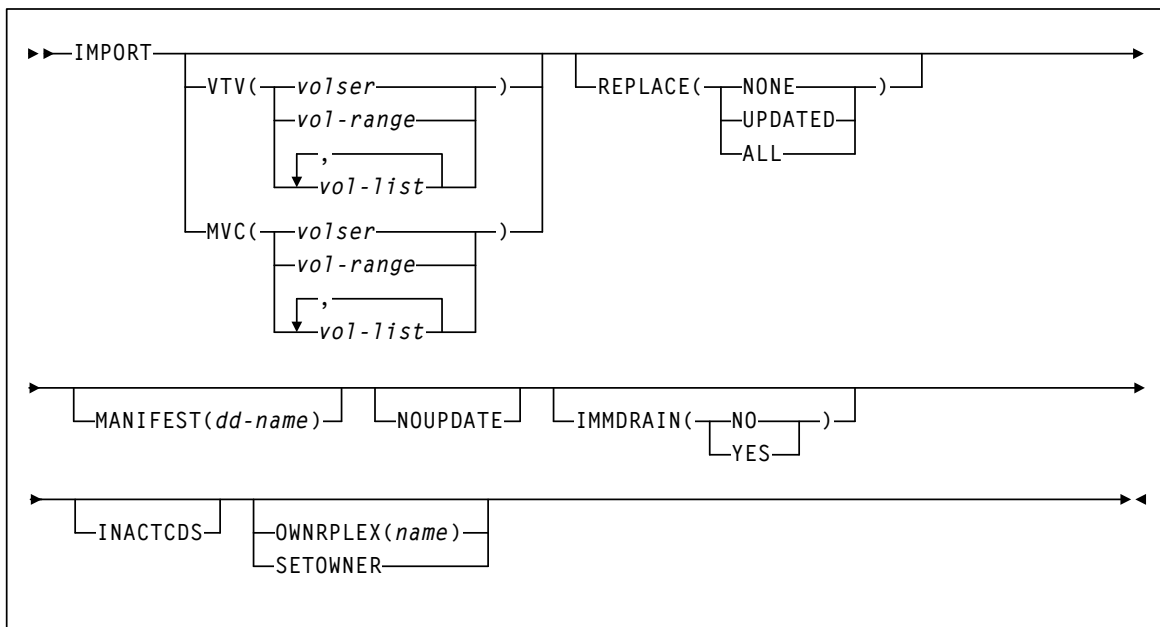 IMPORT
VTV( volser )
vol-range
,
vol-list
MVC( volser )
vol-range
,
vol-list
REPLACE( NONE )
UPDATED
ALL
MANIFEST(dd-name)
NOUPDATE
IMMDRAIN( NO )
YES
INACTCDS
OWNRPLEX(name)
SETOWNER